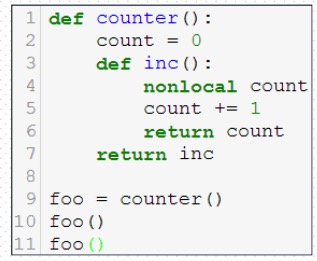 1 def counter():
2     count = 0
3     def inc():
4         nonlocal count
5         count += 1
6         return count
7     return inc
8
9 foo = counter()
10 foo()
11 foo()